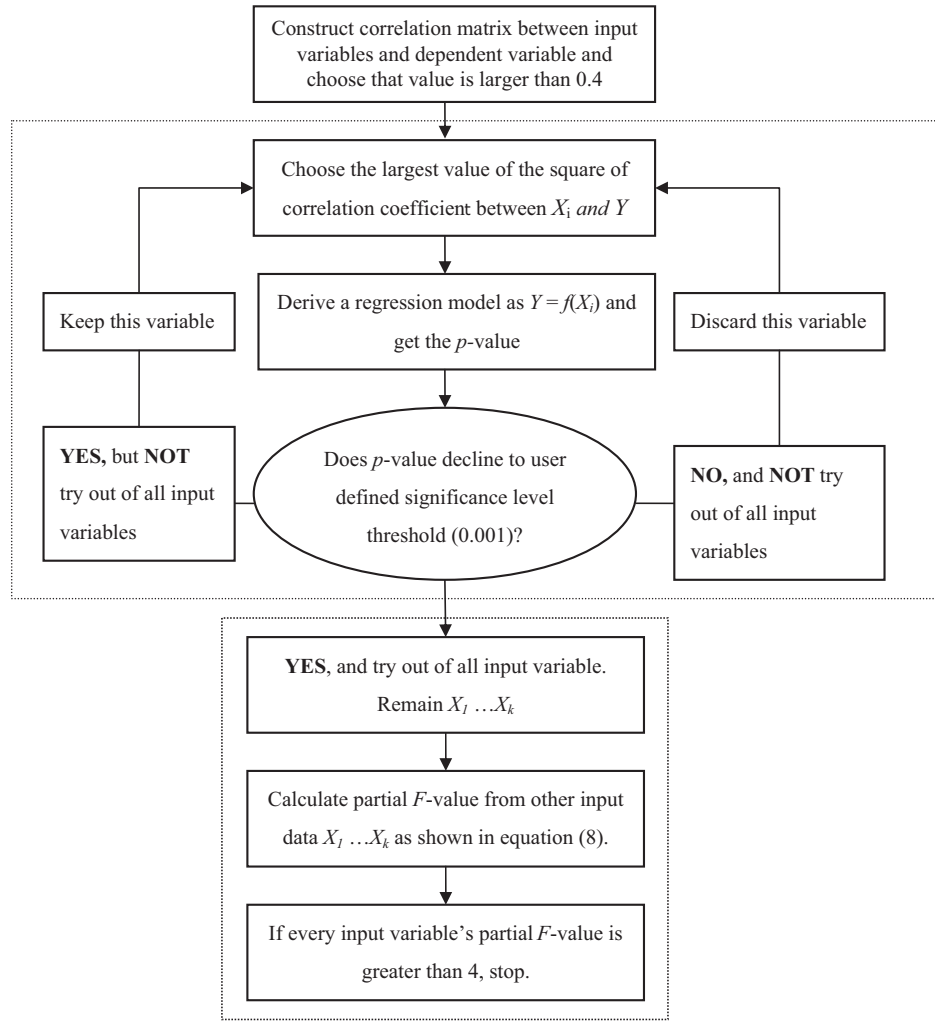 Construct correlation matrix between input
variables and dependent variable and
choose that value is larger than 0.4
Choose the largest value of the square of
correlation coefficient between Xi and Y
Derive a regression model as Y = f(Xi) and
get the p-value
Keep this variable
Discard this variable
Does p-value decline to user
defined significance level
threshold (0.001)?
YES, but NOT
try out of all input
variables
NO, and NOT try
out of all input
variables
YES, and try out of all input variable.
Remain X1 …Xk
Calculate partial F-value from other input
data X1 …Xk as shown in equation (8).
If every input variable's partial F-value is
greater than 4, stop.